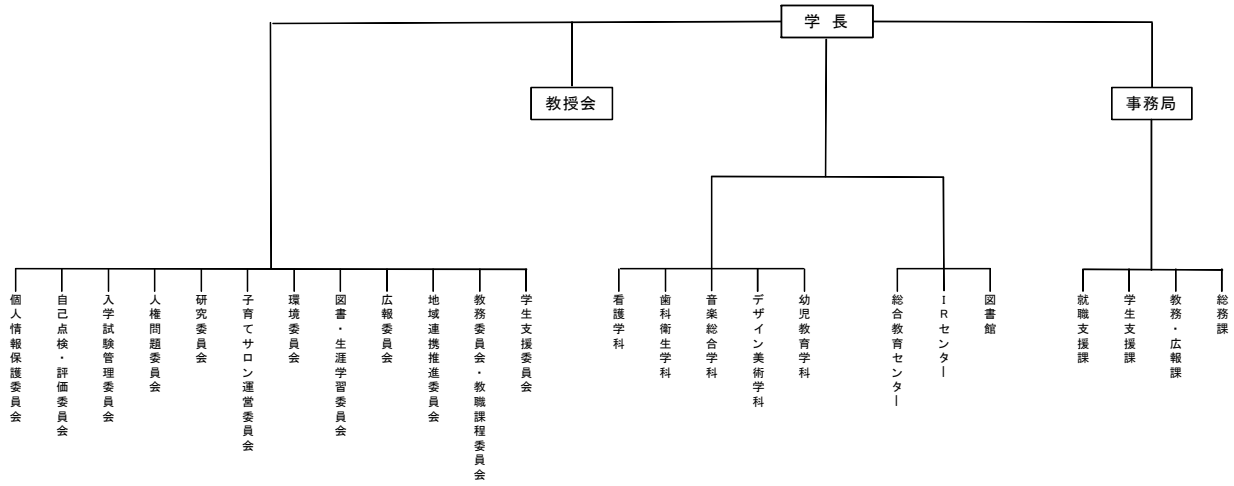 学 長
教授会
事務局
個人情報保護委員会
自己点検・評価委員会
入学試験管理委員会
人権問題委員会
研究委員会
子育てサロン運営委員会
環境委員会
図書・生涯学習委員会
広報委員会
地域連携推進委員会
教務委員会・教職課程委員会
学生支援委員会
看護学科
歯科衛生学科
音楽総合学科
デザイン美術学科
幼児教育学科
総合教育センター
ＩＲセンター
図書館
就職支援課
学生支援課
教務・広報課
総務課